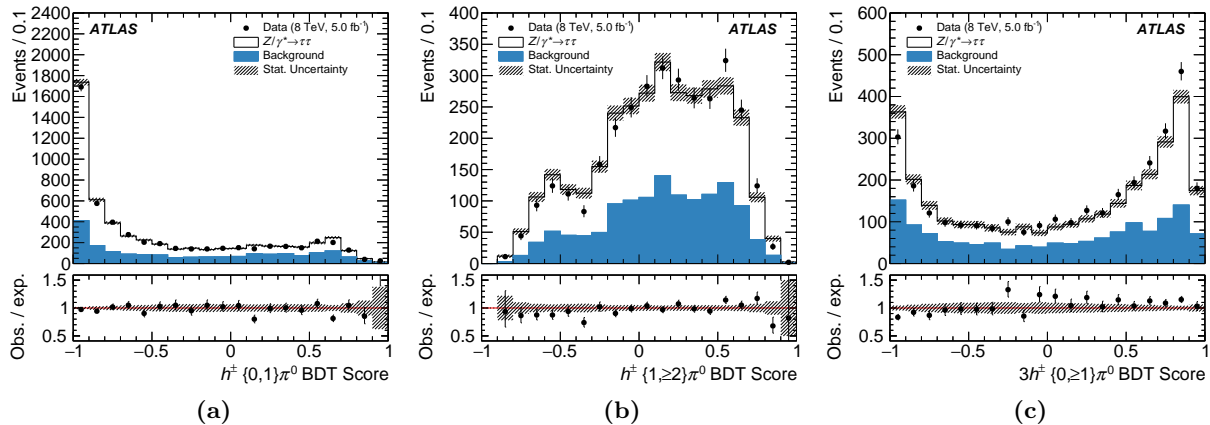 ATLAS
Data (8 TeV, 5.0 fb⁻¹)
Z/γ*→ττ
Background
Stat. Uncertainty
Events / 0.1
2600
2400
2200
2000
1800
1600
1400
1200
1000
800
600
400
200
0
Obs. / exp.
1.5
1
0.5
−1 −0.5 0 0.5 1
h± {0,1}π⁰ BDT Score
(a)
Data (8 TeV, 5.0 fb⁻¹)
ATLAS
Z/γ*→ττ
Background
Stat. Uncertainty
Events / 0.1
400
350
300
250
200
150
100
50
0
Obs. / exp.
1.5
1
0.5
−1 −0.5 0 0.5 1
h± {1,≥2}π⁰ BDT Score
(b)
Data (8 TeV, 5.0 fb⁻¹)
ATLAS
Z/γ*→ττ
Background
Stat. Uncertainty
Events / 0.1
600
500
400
300
200
100
0
Obs. / exp.
1.5
1
0.5
−1 −0.5 0 0.5 1
3h± {0,≥1}π⁰ BDT Score
(c)